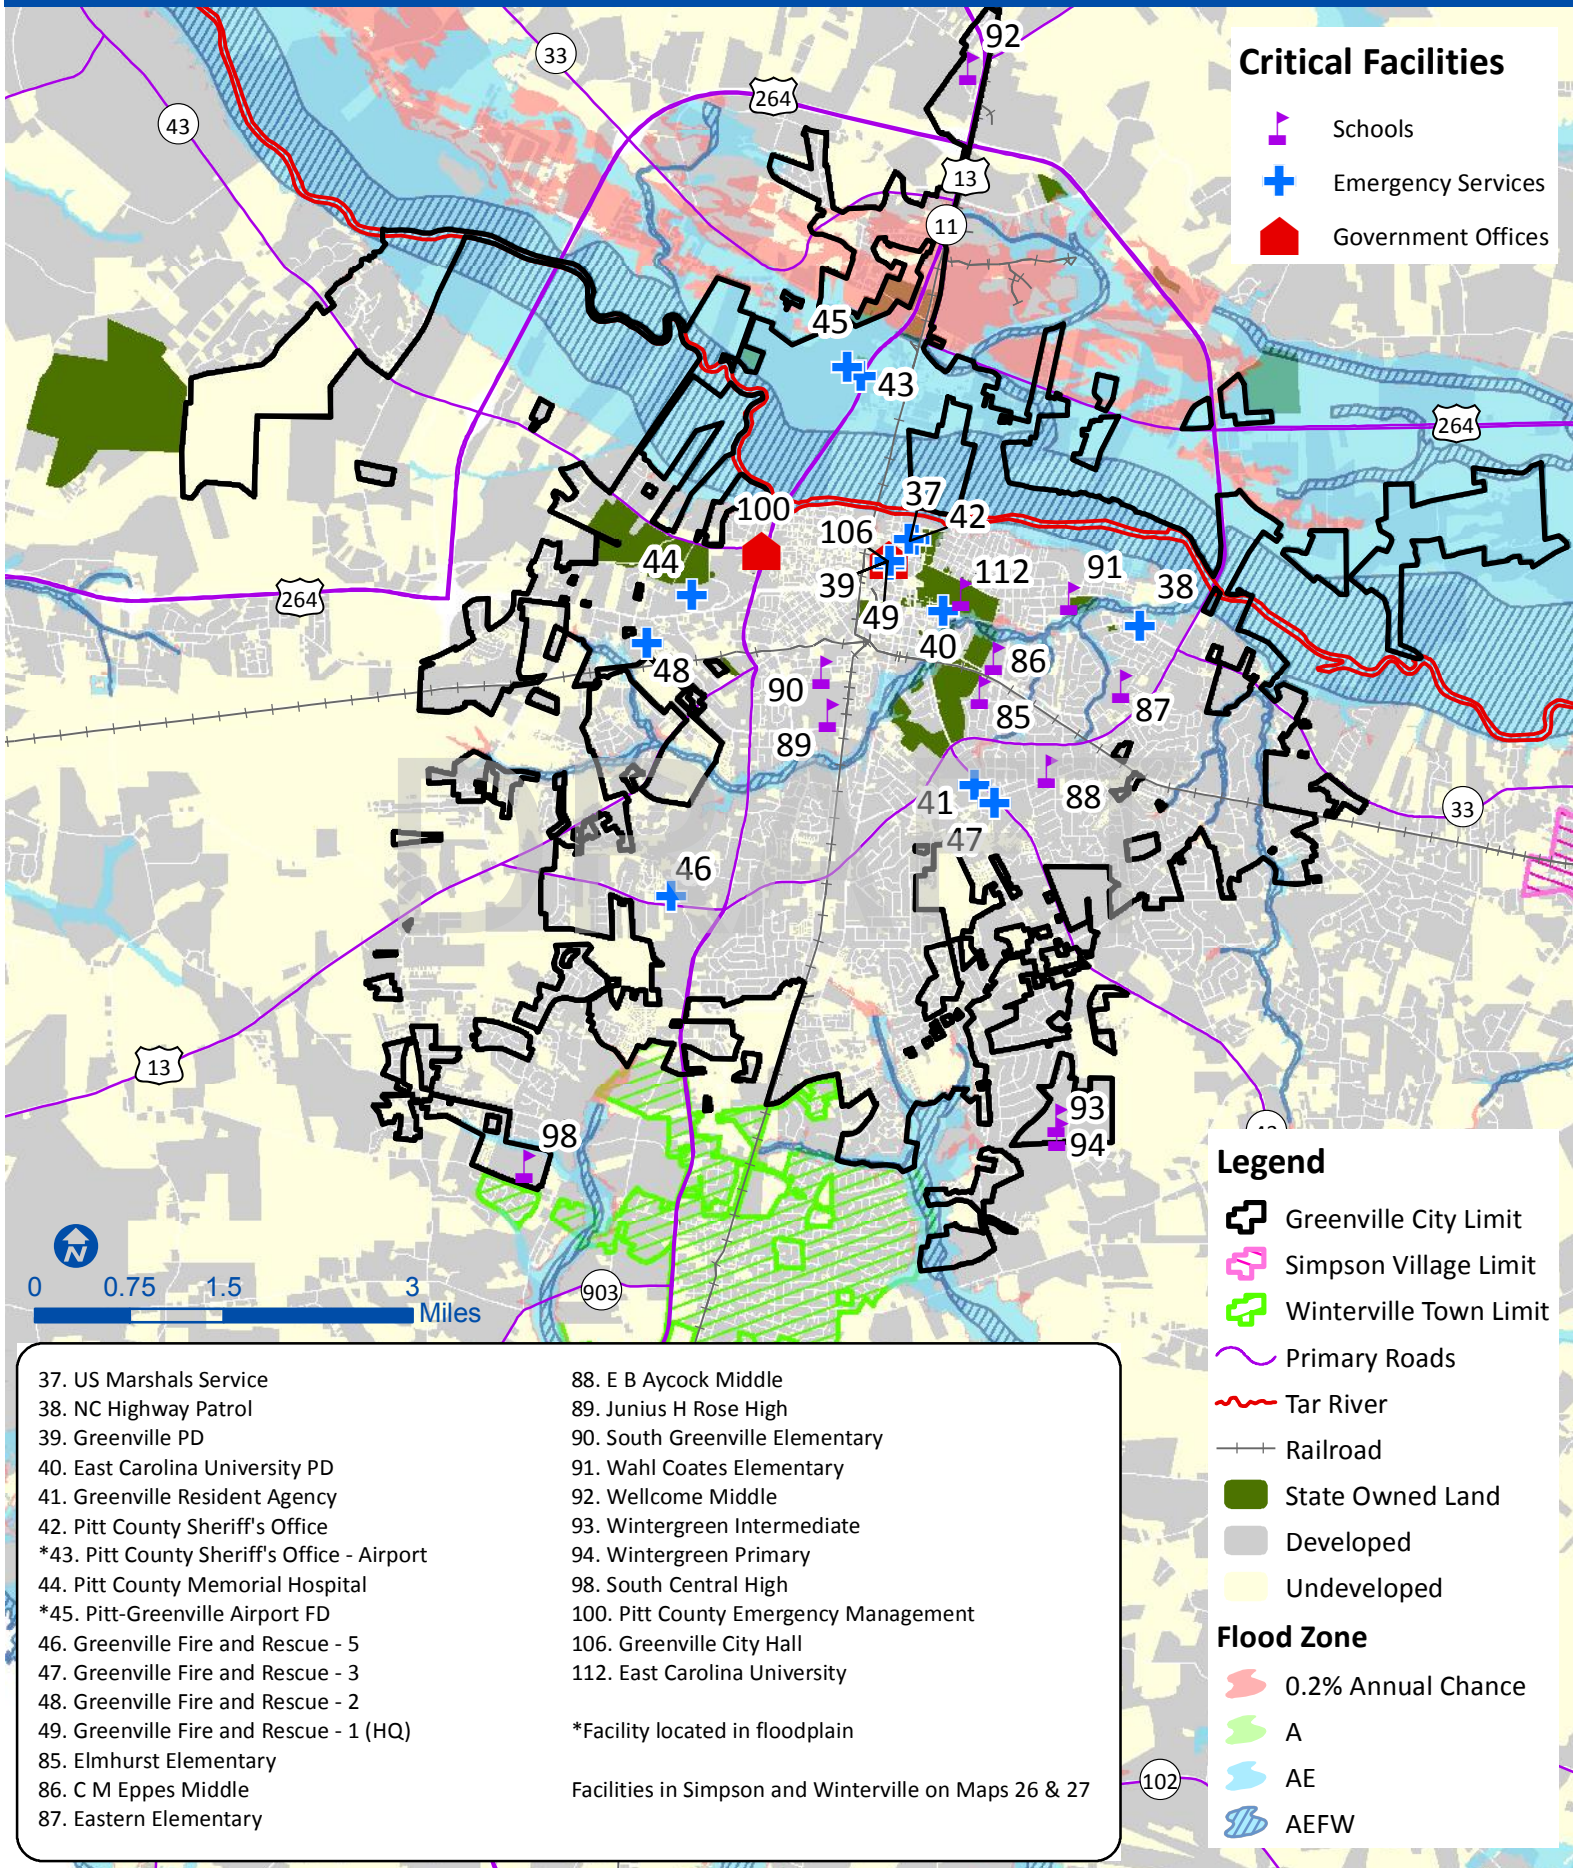 92
33
Critical Facilities
264
Schools
43
13
Emergency Services
11
Government Offices
45
43
264
37
100
42
106
44
112
91
38
39
264
49
40
86
48
90
85
87
89
41
88
33
47
46
13
93
98
94
Legend
Greenville City Limit
Simpson Village Limit
Winterville Town Limit
Primary Roads
Tar River
Railroad
State Owned Land
Developed
Undeveloped
Flood Zone
0.2% Annual Chance
A
AE
AEFW
N
0 0.75 1.5 3
Miles
903
37. US Marshals Service
38. NC Highway Patrol
39. Greenville PD
40. East Carolina University PD
41. Greenville Resident Agency
42. Pitt County Sheriff's Office
*43. Pitt County Sheriff's Office - Airport
44. Pitt County Memorial Hospital
*45. Pitt-Greenville Airport FD
46. Greenville Fire and Rescue - 5
47. Greenville Fire and Rescue - 3
48. Greenville Fire and Rescue - 2
49. Greenville Fire and Rescue - 1 (HQ)
85. Elmhurst Elementary
86. C M Eppes Middle
87. Eastern Elementary
88. E B Aycock Middle
89. Junius H Rose High
90. South Greenville Elementary
91. Wahl Coates Elementary
92. Wellcome Middle
93. Wintergreen Intermediate
94. Wintergreen Primary
98. South Central High
100. Pitt County Emergency Management
106. Greenville City Hall
112. East Carolina University
*Facility located in floodplain
Facilities in Simpson and Winterville on Maps 26 & 27
102